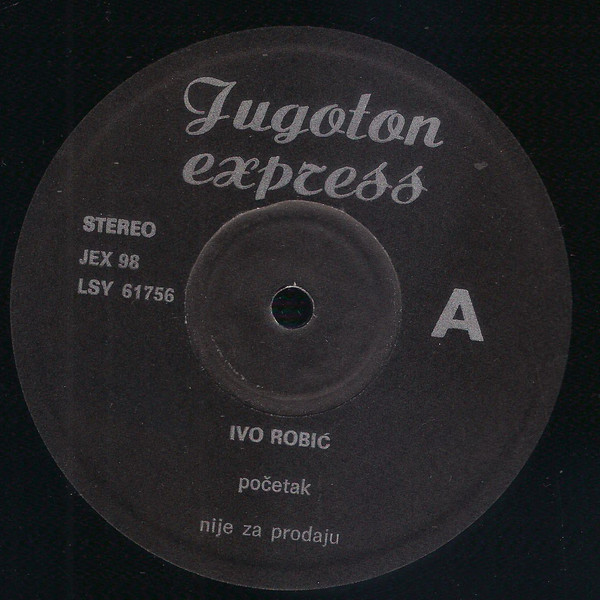 Jugoton
express
STEREO
JEX 98
LSY 61756
A
IVO ROBIĆ
početak
nije za prodaju